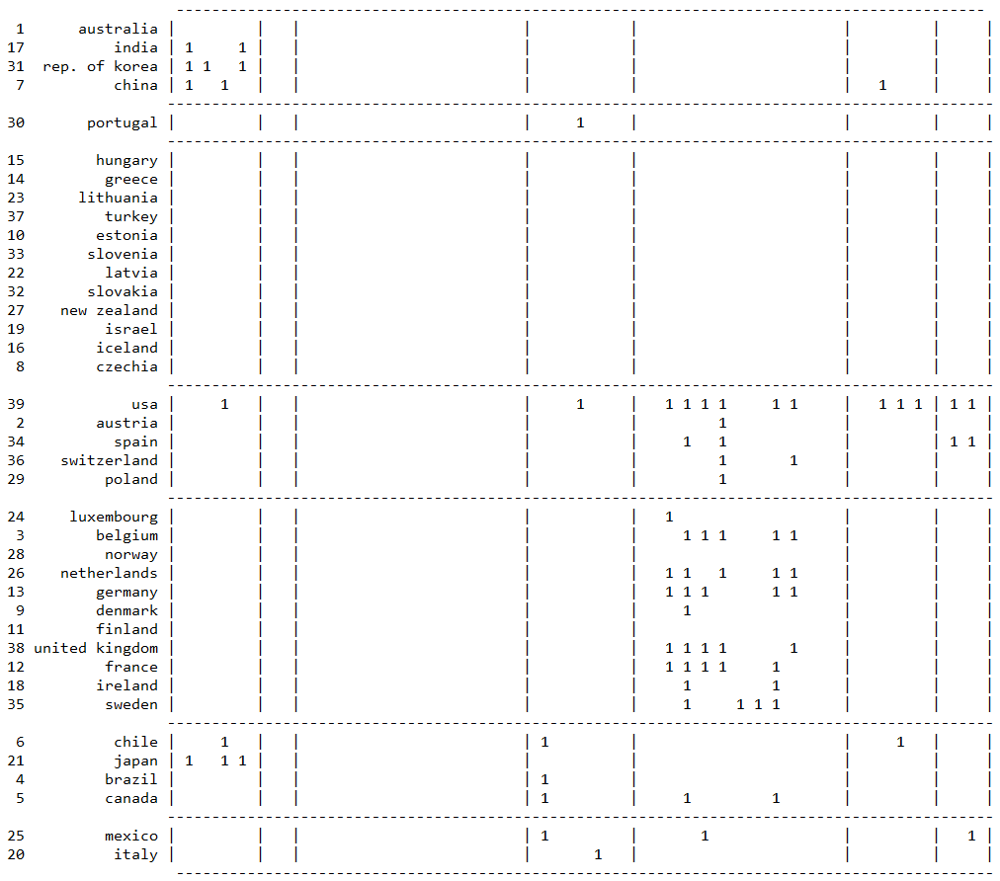 --------------------------------------------------------------------------------------------
 1      australia |         |   |                         |           |                       |         |     |
17          india | 1     1 |   |                         |           |                       |         |     |
31  rep. of korea | 1 1   1 |   |                         |           |                       |         |     |
 7          china | 1   1   |   |                         |           |                       |   1     |     |
---------------------------------------------------------------------------------------------
30       portugal |         |   |                         |     1     |                       |         |     |
---------------------------------------------------------------------------------------------
15        hungary |         |   |                         |           |                       |         |     |
14         greece |         |   |                         |           |                       |         |     |
23      lithuania |         |   |                         |           |                       |         |     |
37         turkey |         |   |                         |           |                       |         |     |
10        estonia |         |   |                         |           |                       |         |     |
33       slovenia |         |   |                         |           |                       |         |     |
22         latvia |         |   |                         |           |                       |         |     |
32       slovakia |         |   |                         |           |                       |         |     |
27    new zealand |         |   |                         |           |                       |         |     |
19         israel |         |   |                         |           |                       |         |     |
16        iceland |         |   |                         |           |                       |         |     |
 8        czechia |         |   |                         |           |                       |         |     |
---------------------------------------------------------------------------------------------
39            usa |     1   |   |                         |     1     |   1 1 1 1     1 1     |   1 1 1 | 1 1 |
 2        austria |         |   |                         |           |         1             |         |     |
34          spain |         |   |                         |           |     1   1             |         | 1 1 |
36    switzerland |         |   |                         |           |         1       1     |         |     |
29         poland |         |   |                         |           |         1             |         |     |
---------------------------------------------------------------------------------------------
24     luxembourg |         |   |                         |           |   1                   |         |     |
 3        belgium |         |   |                         |           |     1 1 1     1 1     |         |     |
28         norway |         |   |                         |           |                       |         |     |
26    netherlands |         |   |                         |           |   1 1   1     1 1     |         |     |
13        germany |         |   |                         |           |   1 1 1       1 1     |         |     |
 9        denmark |         |   |                         |           |     1                 |         |     |
11        finland |         |   |                         |           |                       |         |     |
38 united kingdom |         |   |                         |           |   1 1 1 1       1     |         |     |
12         france |         |   |                         |           |   1 1 1 1     1       |         |     |
18        ireland |         |   |                         |           |     1         1       |         |     |
35         sweden |         |   |                         |           |     1     1 1 1       |         |     |
---------------------------------------------------------------------------------------------
 6          chile |     1   |   |                         | 1         |                       |     1   |     |
21          japan | 1   1 1 |   |                         |           |                       |         |     |
 4         brazil |         |   |                         | 1         |                       |         |     |
 5         canada |         |   |                         | 1         |     1         1       |         |     |
---------------------------------------------------------------------------------------------
25         mexico |         |   |                         | 1         |       1               |         |   1 |
20          italy |         |   |                         |       1   |                       |         |     |
--------------------------------------------------------------------------------------------